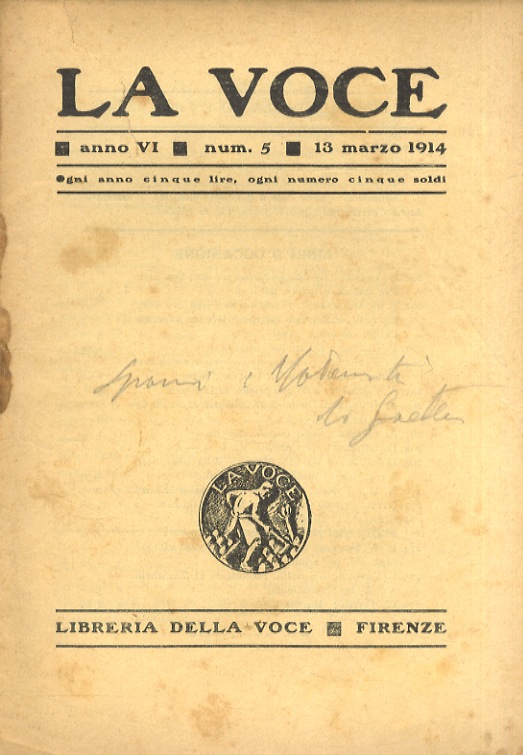 LA VOCE
anno VI ■ num. 5 ■ 13 marzo 1914
Ogni anno cinque lire, ogni numero cinque soldi
LA VOCE
LIBRERIA DELLA VOCE ■ FIRENZE